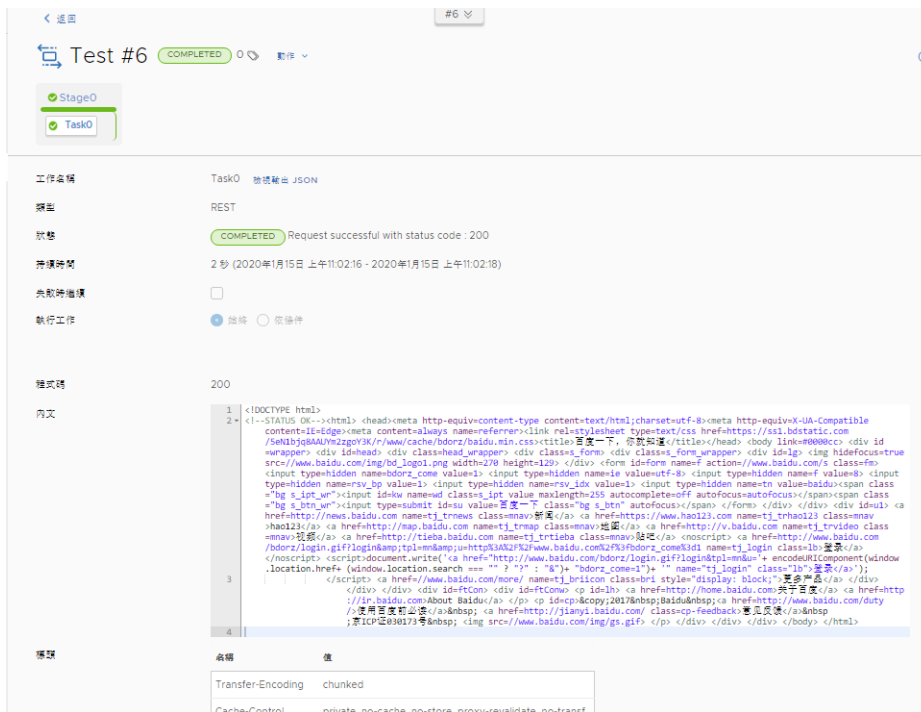 返回
#6
Test #6 COMPLETED 0 動作
Stage0
Task0
工作名稱 Task0 檢視輸出 JSON
類型 REST
狀態 COMPLETED Request successful with status code : 200
持續時間 2 秒 (2020年1月15日 上午11:02:16 - 2020年1月15日 上午11:02:18)
失敗時繼續
執行工作 始終 依條件
程式碼 200
內文
1 <!DOCTYPE html>
2 <!--STATUS OK--><html> <head><meta http-equiv=content-type content=text/html;charset=utf-8><meta http-equiv=X-UA-Compatible
content=IE=Edge><meta content=always name=referrer><link rel=stylesheet type=text/css href=https://ss1.bdstatic.com
/5eN1bjq8AAUYm2zgoY3K/r/www/cache/bdorz/baidu.min.css><title>百度一下，你就知道</title></head> <body link=#0000cc> <div id
=wrapper> <div id=head> <div class=head_wrapper> <div class=s_form> <div class=s_form_wrapper> <div id=lg> <img hidefocus=true
src=//www.baidu.com/img/bd_logo1.png width=270 height=129> </div> <form id=form name=f action=//www.baidu.com/s class=fm>
<input type=hidden name=bdorz_come value=1> <input type=hidden name=ie value=utf-8> <input type=hidden name=f value=8> <input
type=hidden name=rsv_bp value=1> <input type=hidden name=rsv_idx value=1> <input type=hidden name=tn value=baidu><span class
="bg s_ipt_wr"><input id=kw name=wd class=s_ipt value maxlength=255 autocomplete=off autofocus=autofocus></span><span class
="bg s_btn_wr"><input type=submit id=su value=百度一下 class="bg s_btn" autofocus></span> </form> </div> </div> <div id=u1> <a
href=http://news.baidu.com name=tj_trnews class=mnav>新闻</a> <a href=https://www.hao123.com name=tj_trhao123 class=mnav
>hao123</a> <a href=http://map.baidu.com name=tj_trmap class=mnav>地图</a> <a href=http://v.baidu.com name=tj_trvideo class
=mnav>视频</a> <a href=http://tieba.baidu.com name=tj_trtieba class=mnav>贴吧</a> <noscript> <a href=http://www.baidu.com
/bdorz/login.gif?login&amp;tpl=mn&amp;u=http%3A%2F%2Fwww.baidu.com%2f%3fbdorz_come%3d1 name=tj_login class=lb>登录</a>
</noscript> <script>document.write('<a href="http://www.baidu.com/bdorz/login.gif?login&tpl=mn&u='+ encodeURIComponent(window
.location.href+ (window.location.search === "" ? "?" : "&")+ "bdorz_come=1")+ '" name="tj_login" class="lb">登录</a>');
3 </script> <a href=//www.baidu.com/more/ name=tj_briicon class=bri style="display: block;">更多产品</a> </div>
</div> </div> <div id=ftCon> <div id=ftConw> <p id=lh> <a href=http://home.baidu.com>关于百度</a> <a href=http
://ir.baidu.com>About Baidu</a> </p> <p id=cp>&copy;2017&nbsp;Baidu&nbsp;<a href=http://www.baidu.com/duty
/>使用百度前必读</a>&nbsp; <a href=http://jianyi.baidu.com/ class=cp-feedback>意见反馈</a>&nbsp
;京ICP证030173号&nbsp; <img src=//www.baidu.com/img/gs.gif> </p> </div> </div> </div> </body> </html>
4
標頭 名稱 值
Transfer-Encoding chunked
Cache-Control private, no-cache, no-store, proxy-revalidate, no-transf